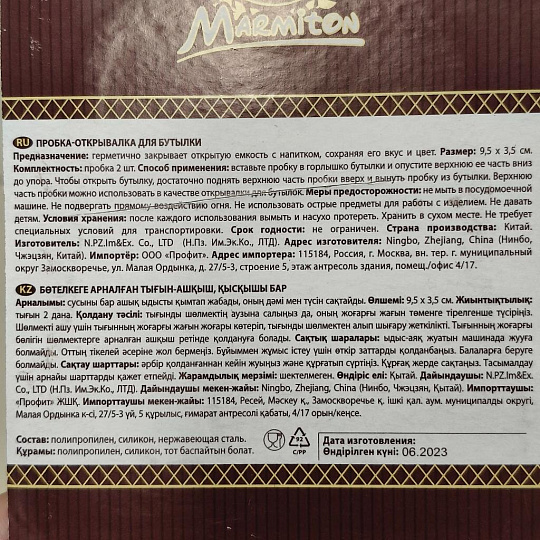 MARMITON
RU ПРОБКА-ОТКРЫВАЛКА ДЛЯ БУТЫЛКИ
Предназначение: герметично закрывает открытую емкость с напитком, сохраняя его вкус и цвет. Размер: 9,5 х 3,5 см.
Комплектность: пробка 2 шт. Способ применения: вставьте пробку в горлышко бутылки и опустите верхнюю ее часть вниз
до упора. Чтобы открыть бутылку, достаточно поднять верхнюю часть пробки вверх и вынуть пробку из бутылки. Верхнюю
часть пробки можно использовать в качестве открывалки для бутылок. Меры предосторожности: не мыть в посудомоечной
машине. Не подвергать прямому воздействию огня. Не использовать острые предметы для работы с изделием. Не давать
детям. Условия хранения: после каждого использования вымыть и насухо протереть. Хранить в сухом месте. Не требует
специальных условий для транспортировки. Срок годности: не ограничен. Страна производства: Китай.
Изготовитель: N.PZ.Im&Ex. Co., LTD (Н.Пз. Им.Эк.Ко, ЛТД). Адрес изготовителя: Ningbo, Zhejiang, China (Нинбо,
Чжэцзян, Китай). Импортёр: ООО «Профит». Адрес импортера: 115184, Россия, г. Москва, вн. тер. г. муниципальный
округ Замоскворечье, ул. Малая Ордынка, д. 27/5-3, строение 5, этаж антресоль здания, помещ./офис 4/17.
KZ БӨТЕЛКЕГЕ АРНАЛҒАН ТЫҒЫН-АШҚЫШ, ҚЫСҚЫШЫ БАР
Арналымы: сусыны бар ашық ыдысты қымтап жабады, оның дәмі мен түсін сақтайды. Өлшемі: 9,5 х 3,5 см. Жиынтықтылық:
тығын 2 дана. Қолдану тәсілі: тығынды шөлмектің аузына салыңыз да, оның жоғарғы жағын төменге тірелгенше түсіріңіз.
Шөлмекті ашу үшін тығынның жоғарғы жағын жоғары көтеріп, тығынды шөлмектен алып шығару жеткілікті. Тығынның жоғарғы
бөлігін шөлмектерге арналған ашқыш ретінде қолдануға болады. Сақтық шаралары: ыдыс-аяқ жуатын машинада жууға
болмайды. Оттың тікелей әсеріне жол бермеңіз. Бұйыммен жұмыс істеу үшін өткір заттарды қолданбаңыз. Балаларға беруге
болмайды. Сақтау шарттары: әрбір қолданғаннан кейін жуыңыз және құрғатып сүртіңіз. Құрғақ жерде сақтаңыз. Тасымалдау
үшін арнайы шарттарды қажет етпейді. Жарамдылық мерзімі: шектелмеген. Өндіріс елі: Қытай. Дайындаушы: N.PZ.Im&Ex.
Co., LTD (Н.Пз. Им.Эк.Ко, ЛТД). Дайындаушы мекен-жайы: Ningbo, Zhejiang, China (Нинбо, Чжэцзян, Қытай). Импорттаушы:
«Профит» ЖШҚ. Импорттаушы мекен-жайы: 115184, Ресей, Мәскеу қ., Замоскворечье қ. ішкі қал. аум. муниципалды округі,
Малая Ордынка к-сі, 27/5-3 үй, 5 құрылыс, ғимарат антресолі қабаты, 4/17 орын/кеңсе.
Состав: полипропилен, силикон, нержавеющая сталь.
Құрамы: полипропилен, силикон, тот баспайтын болат.
92
C/PP
Дата изготовления:
Өндірілген күні: 06.2023